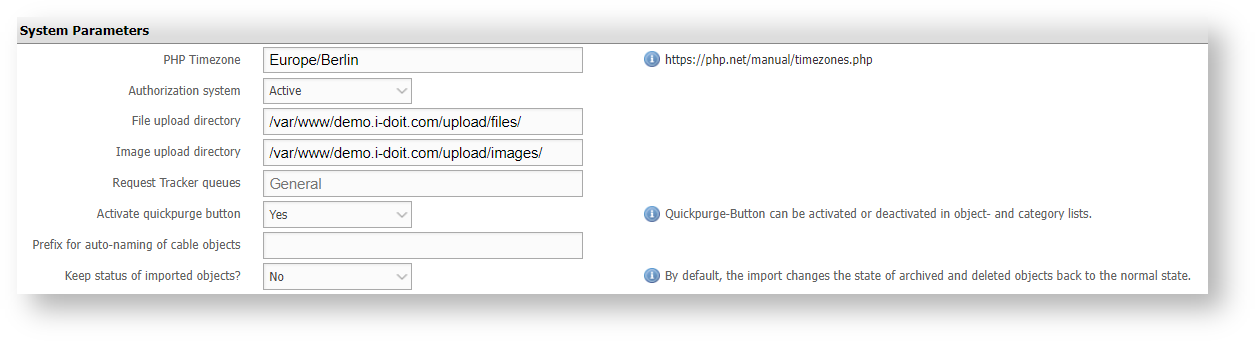 System Parameters
PHP Timezone Europe/Berlin https://php.net/manual/timezones.php
Authorization system Active
File upload directory /var/www/demo.i-doit.com/upload/files/
Image upload directory /var/www/demo.i-doit.com/upload/images/
Request Tracker queues General
Activate quickpurge button Yes Quickpurge-Button can be activated or deactivated in object- and category lists.
Prefix for auto-naming of cable objects
Keep status of imported objects? No By default, the import changes the state of archived and deleted objects back to the normal state.